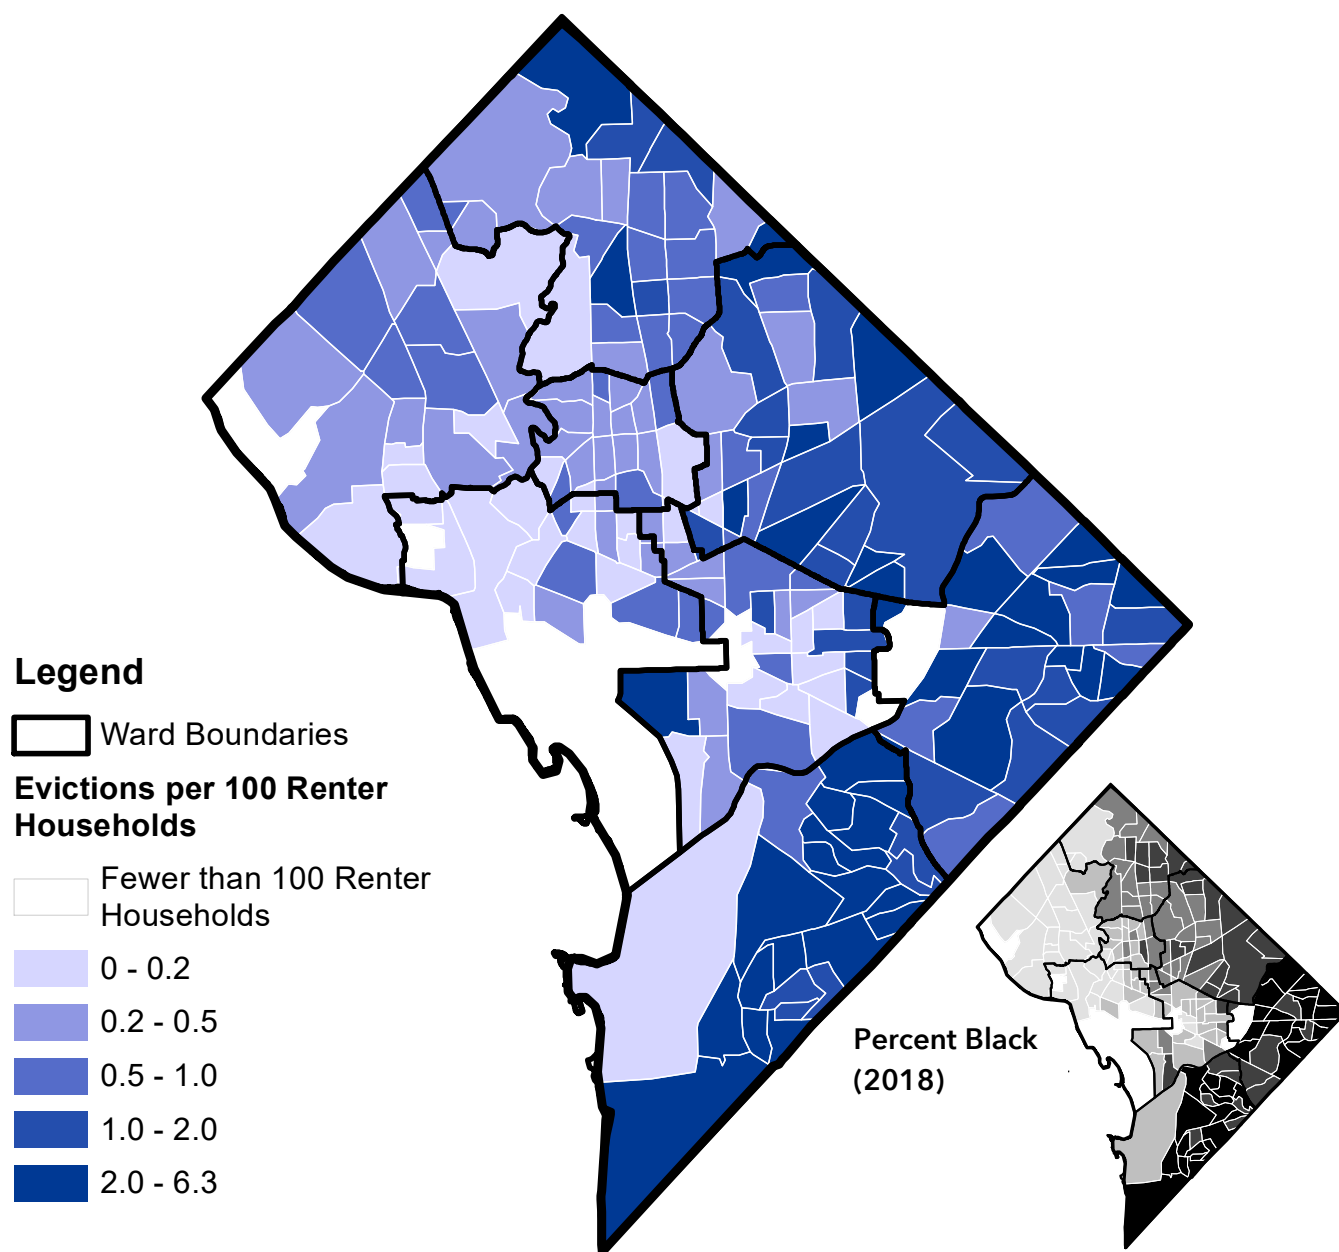 Legend
Ward Boundaries
Evictions per 100 Renter
Households
Fewer than 100 Renter
Households
0 - 0.2
0.2 - 0.5
0.5 - 1.0
1.0 - 2.0
2.0 - 6.3
Percent Black
(2018)